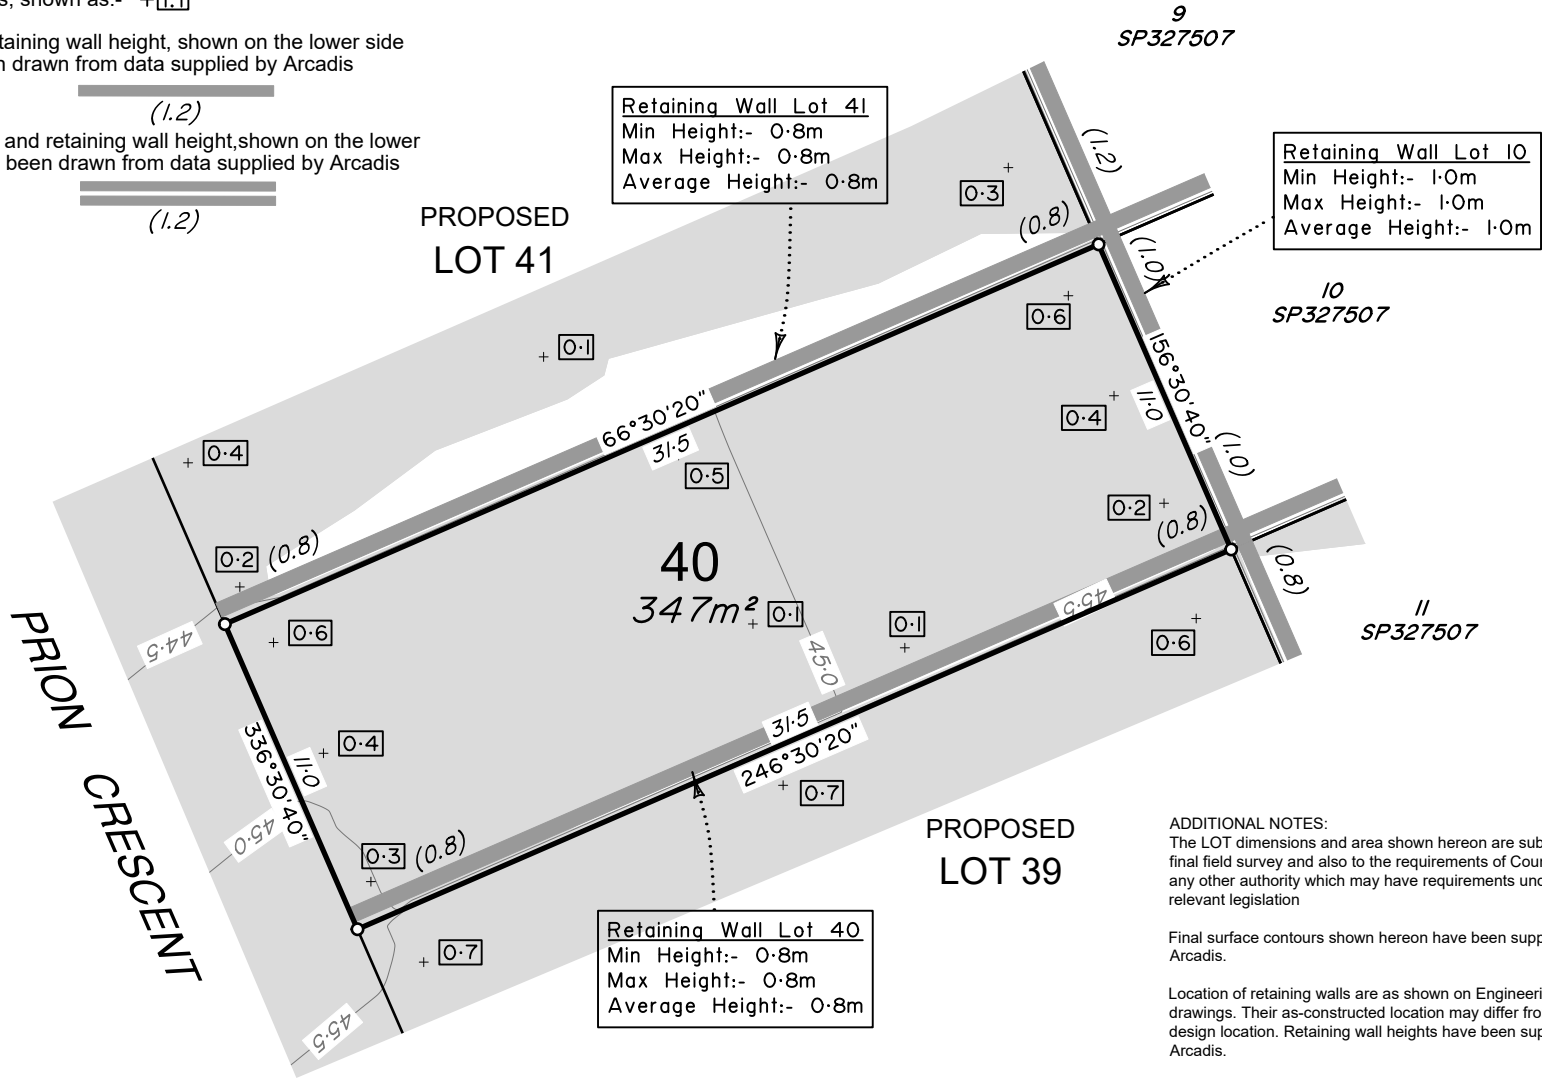 s, shown as:- +1.1
taining wall height, shown on the lower side
n drawn from data supplied by Arcadis
(1.2)
and retaining wall height,shown on the lower
been drawn from data supplied by Arcadis
(1.2)
9
SP327507
Retaining Wall Lot 41
Min Height:- 0·8m
Max Height:- 0·8m
Average Height:- 0·8m
Retaining Wall Lot 10
Min Height:- 1·0m
Max Height:- 1·0m
Average Height:- 1·0m
PROPOSED
LOT 41
(1.2)
0·3
(0.8)
(1.0)
10
SP327507
0·6
0·1
156°30'40"
11·0
0·4
66°30'20"
31·5
0·4
0·5
(1.0)
0·2
(0.8)
0·2
(0.8)
40
347m²
0·1
0·1
45·5
(0.8)
11
SP327507
0·6
0·6
44·5
45·0
PRION CRESCENT
336°30'40"
11·0
0·4
31·5
246°30'20"
0·7
45·0
0·3
(0.8)
0·7
45·5
PROPOSED
LOT 39
Retaining Wall Lot 40
Min Height:- 0·8m
Max Height:- 0·8m
Average Height:- 0·8m
ADDITIONAL NOTES:
The LOT dimensions and area shown hereon are sub
final field survey and also to the requirements of Cour
any other authority which may have requirements und
relevant legislation
Final surface contours shown hereon have been supp
Arcadis.
Location of retaining walls are as shown on Engineeri
drawings. Their as-constructed location may differ fro
design location. Retaining wall heights have been sup
Arcadis.